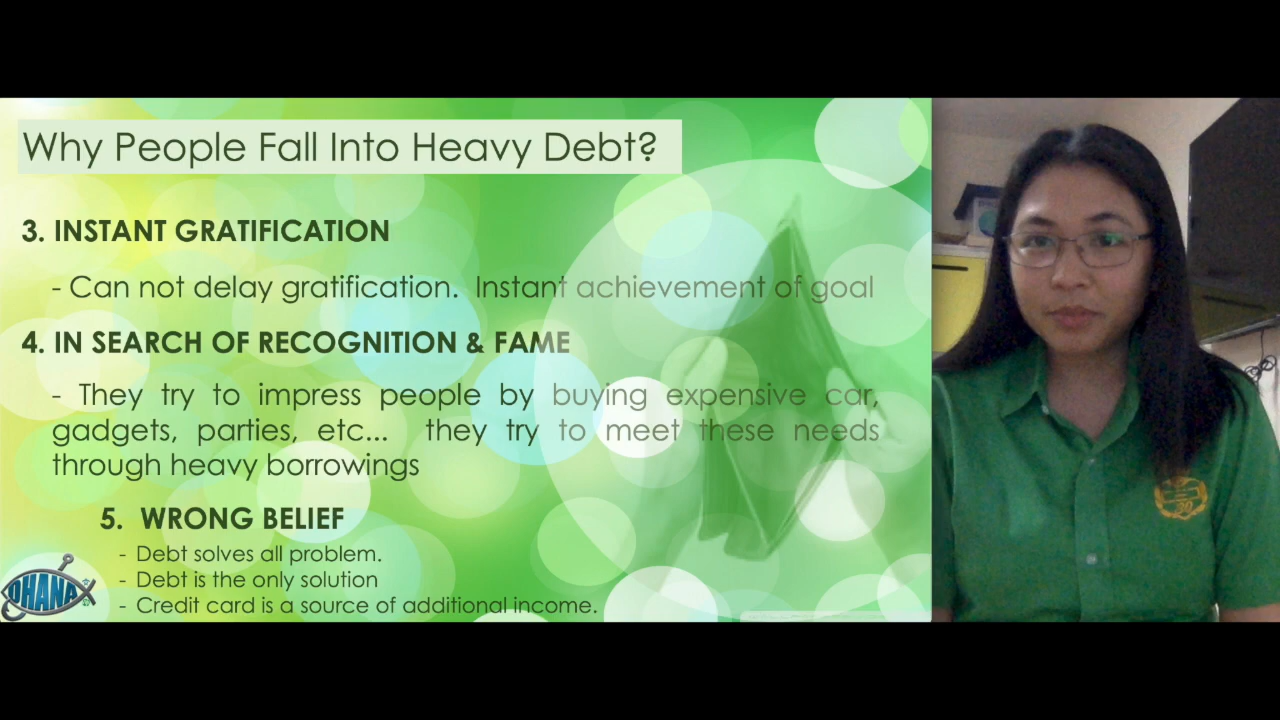 Why People Fall Into Heavy Debt?
3. INSTANT GRATIFICATION
- Can not delay gratification. Instant achievement of goal
4. IN SEARCH OF RECOGNITION & FAME
- They try to impress people by buying expensive car,
gadgets, parties, etc... they try to meet these needs
through heavy borrowings
5. WRONG BELIEF
- Debt solves all problem.
- Debt is the only solution
- Credit card is a source of additional income.
OHANA
30